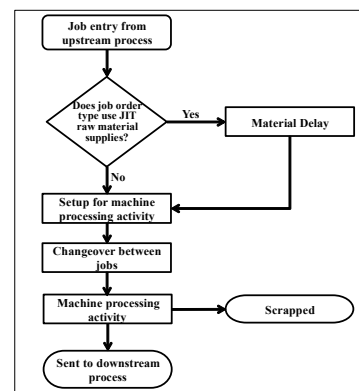 Job entry from
upstream process
Does job order
type use JIT
raw material
supplies?
Yes
Material Delay
No
Setup for machine
processing activity
Changeover between
jobs
Machine processing
activity
Scrapped
Sent to downstream
process